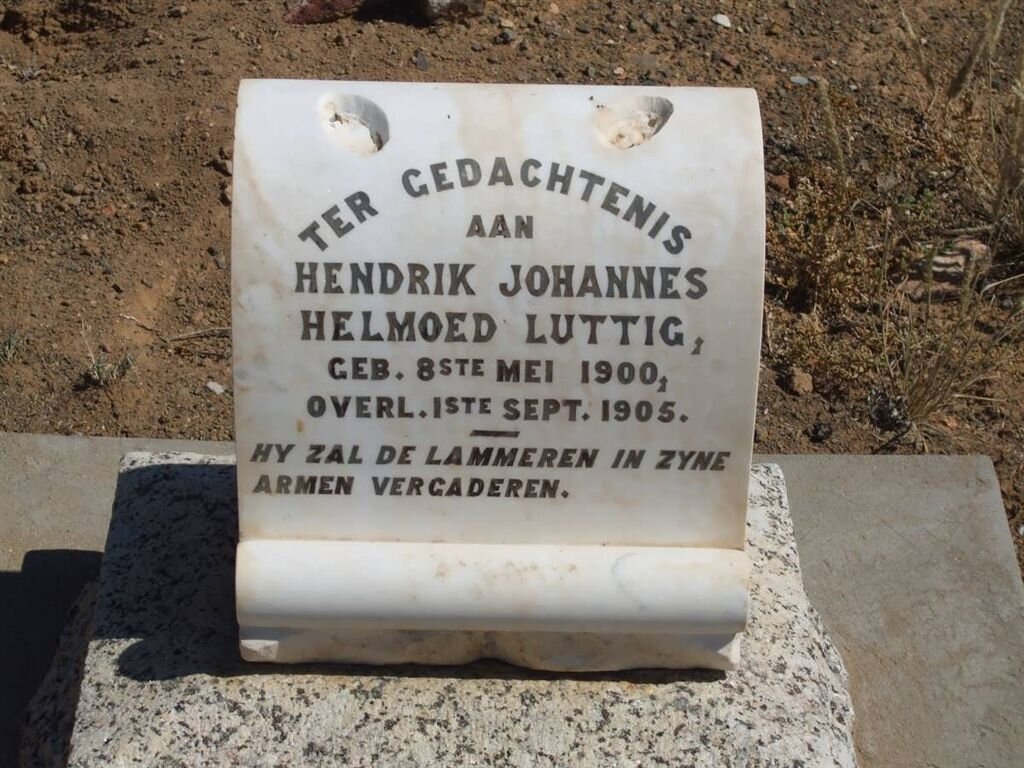 TER GEDACHTENIS
AAN
HENDRIK JOHANNES
HELMOED LUTTIG,
GEB. 8STE MEI 1900,
OVERL. 1STE SEPT. 1905.
HY ZAL DE LAMMEREN IN ZYNE
ARMEN VERGADEREN.